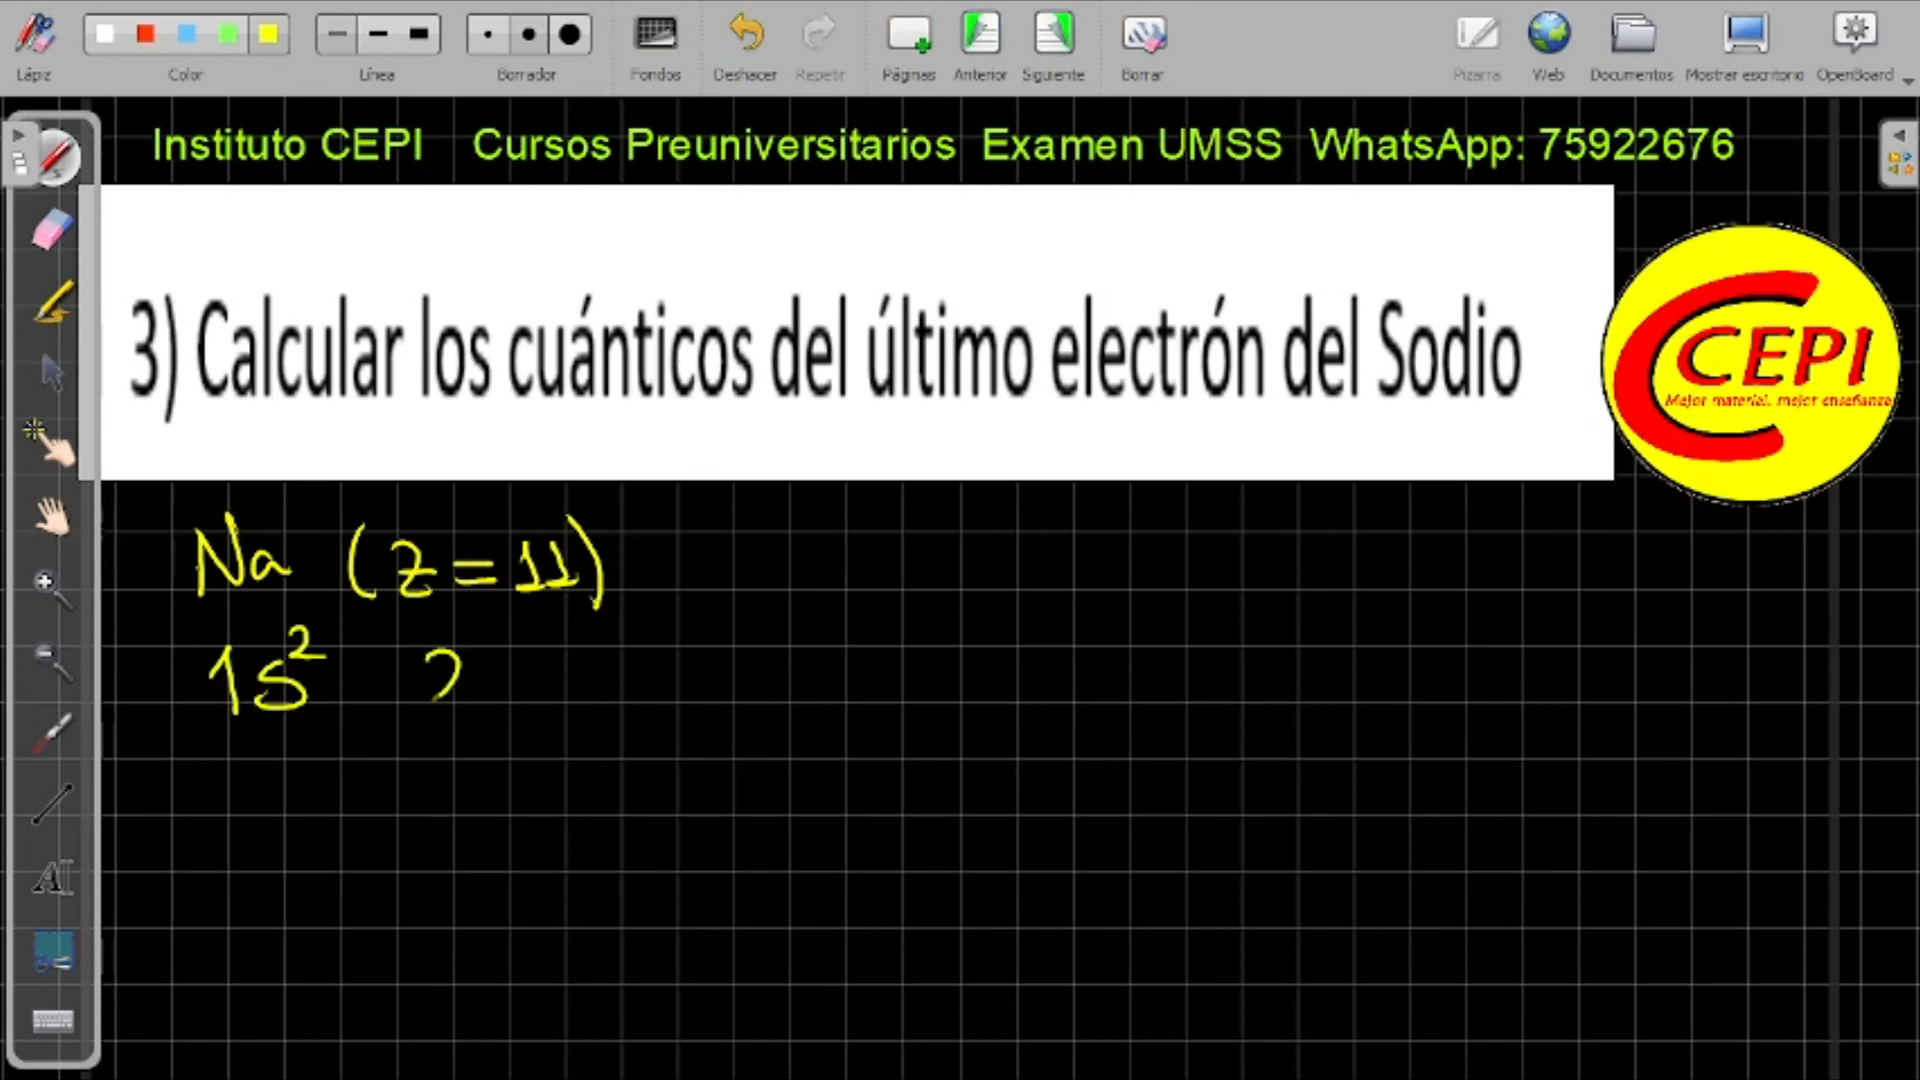 Lápiz Color Línea Borrador Fondos Deshacer Repetir Páginas Anterior Siguiente Borrar Pizarra Web Documentos Mostrar escritorio OpenBoard
Instituto CEPI Cursos Preuniversitarios Examen UMSS WhatsApp: 75922676
3) Calcular los cuánticos del último electrón del Sodio
CEPI
Mejor material, mejor enseñanza
Na (z=11)
1s² 2